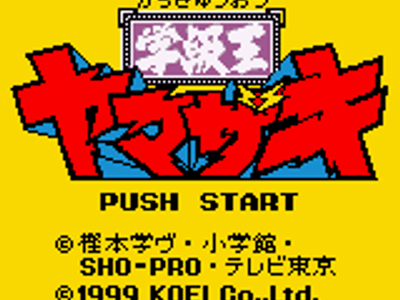 がっきゅうおう
学級王
ヤマザキ
PUSH START
©樫本学ヴ・小学館・
SHO-PRO・テレビ東京
©1999 KOEI Co.,Ltd.